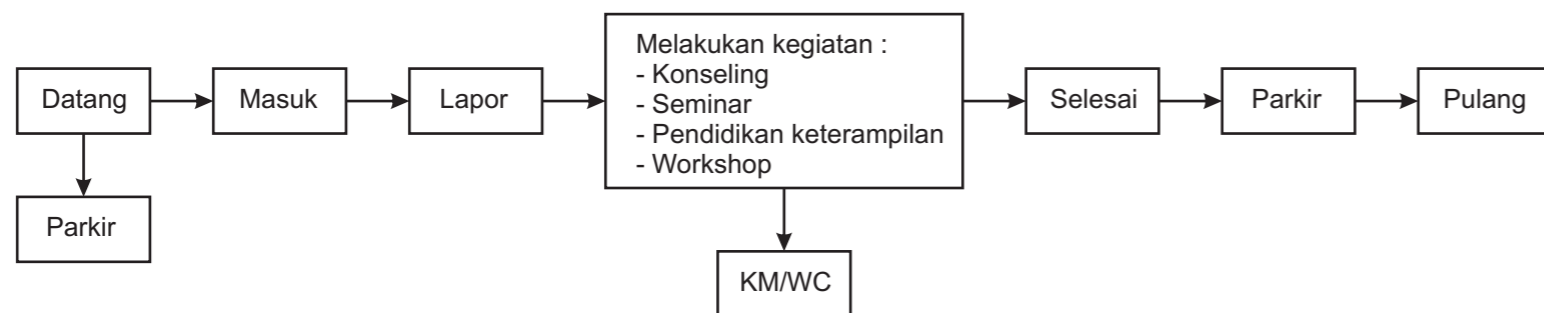 Datang
Masuk
Lapor
Melakukan kegiatan :
- Konseling
- Seminar
- Pendidikan keterampilan
- Workshop
Selesai
Parkir
Pulang
Parkir
KM/WC